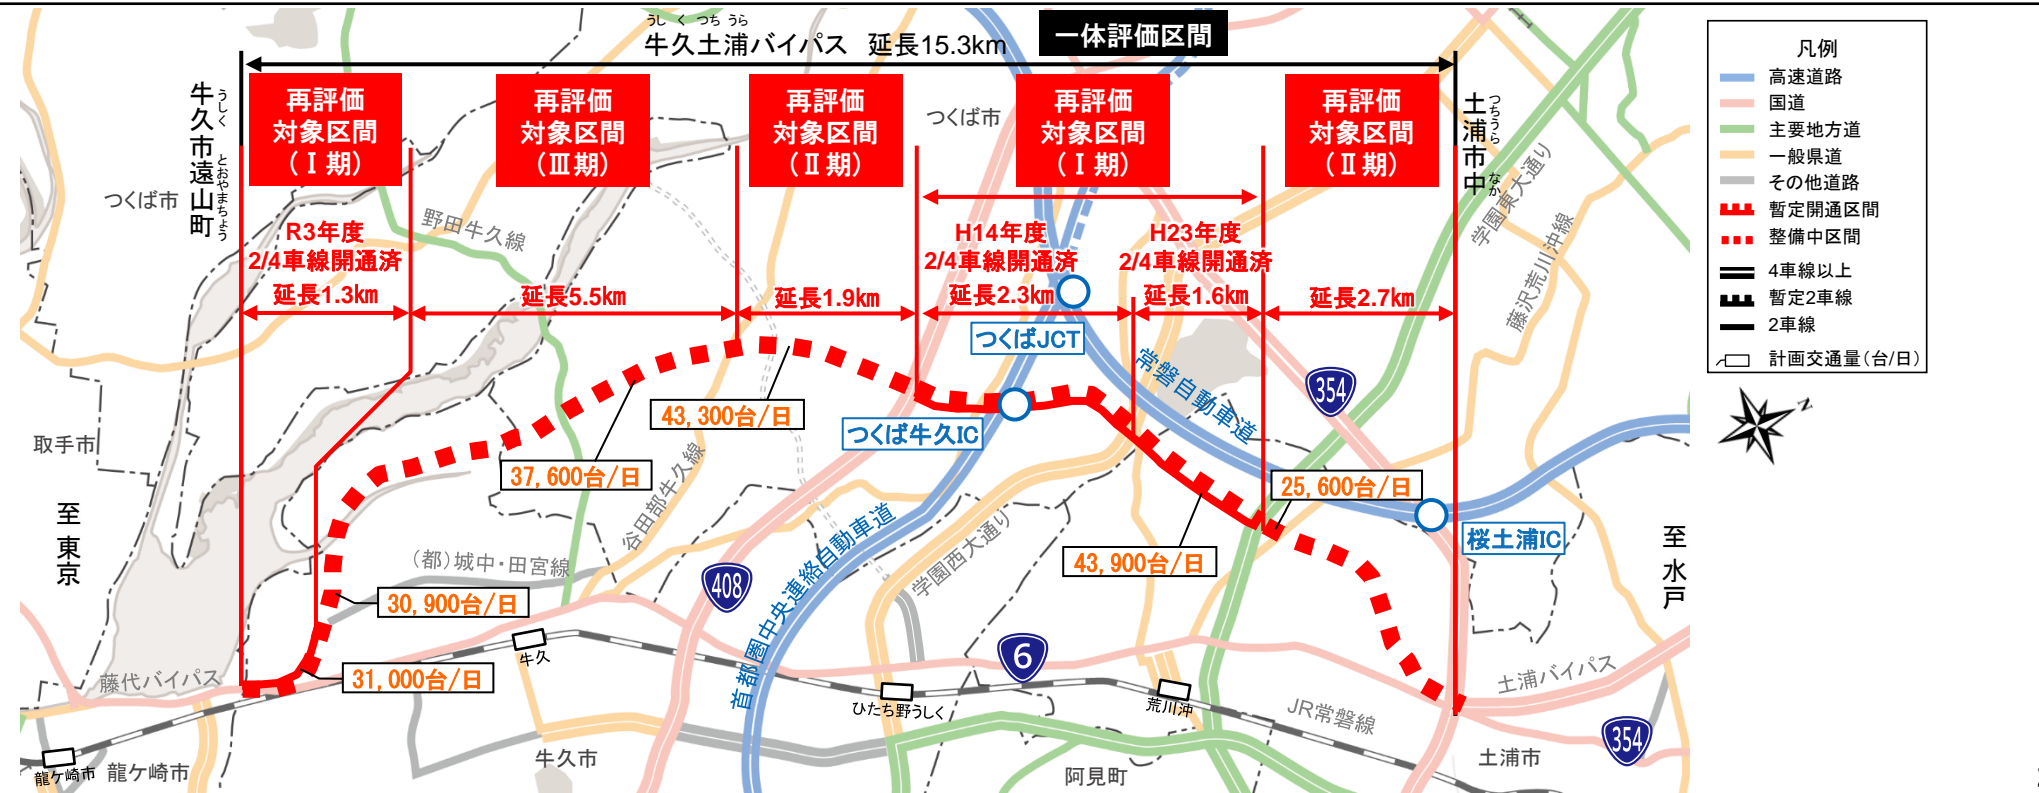 うしくつちうら
牛久土浦バイパス 延長15.3km
一体評価区間
牛久市遠山町
うしく とおやまちょう
再評価
対象区間
(Ⅰ期)
再評価
対象区間
(Ⅲ期)
再評価
対象区間
(Ⅱ期)
再評価
対象区間
(Ⅰ期)
再評価
対象区間
(Ⅱ期)
土浦市中
つちうら なか
つくば市
つくば市
R3年度
2/4車線開通済
延長1.3km
延長5.5km
延長1.9km
H14年度
2/4車線開通済
延長2.3km
H23年度
2/4車線開通済
延長1.6km
延長2.7km
野田牛久線
学園東大通り
藤沢荒川沖線
つくばJCT
常磐自動車道
354
つくば牛久IC
43,300台/日
37,600台/日
25,600台/日
43,900台/日
30,900台/日
31,000台/日
桜土浦IC
取手市
至東京
至水戸
谷田部牛久線
(都)城中・田宮線
408
首都圏中央連絡自動車道
学園西大通り
6
藤代バイパス
牛久
ひたち野うしく
荒川沖
JR常磐線
土浦バイパス
354
龍ケ崎市
龍ケ崎市
牛久市
阿見町
土浦市
凡例
高速道路
国道
主要地方道
一般県道
その他道路
暫定開通区間
整備中区間
4車線以上
暫定2車線
2車線
計画交通量(台/日)
Z